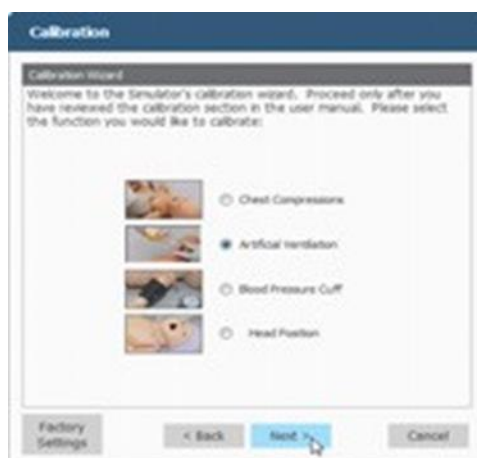 Calibration
Calibration Wizard
Welcome to the Simulator's calibration wizard.  Proceed only after you
have reviewed the calibration section in the user manual.  Please select
the function you would like to calibrate:
Chest Compressions
Artificial Ventilation
Blood Pressure Cuff
Head Position
Factory
Settings
< Back
Next >
Cancel